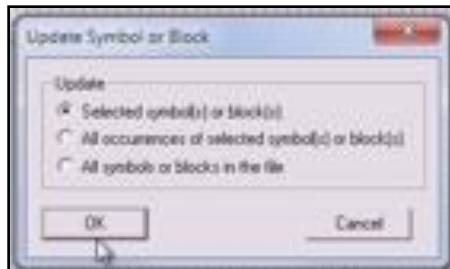 Update Symbol or Block
Update
Selected symbol(s) or block(s)
All occurrences of selected symbol(s) or block(s)
All symbols or blocks in the file
OK
Cancel